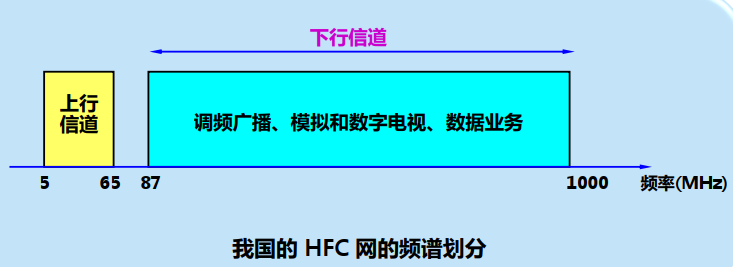 下行信道
上行
信道
调频广播、模拟和数字电视、数据业务
5 65 87 1000 频率(MHz)
我国的 HFC 网的频谱划分